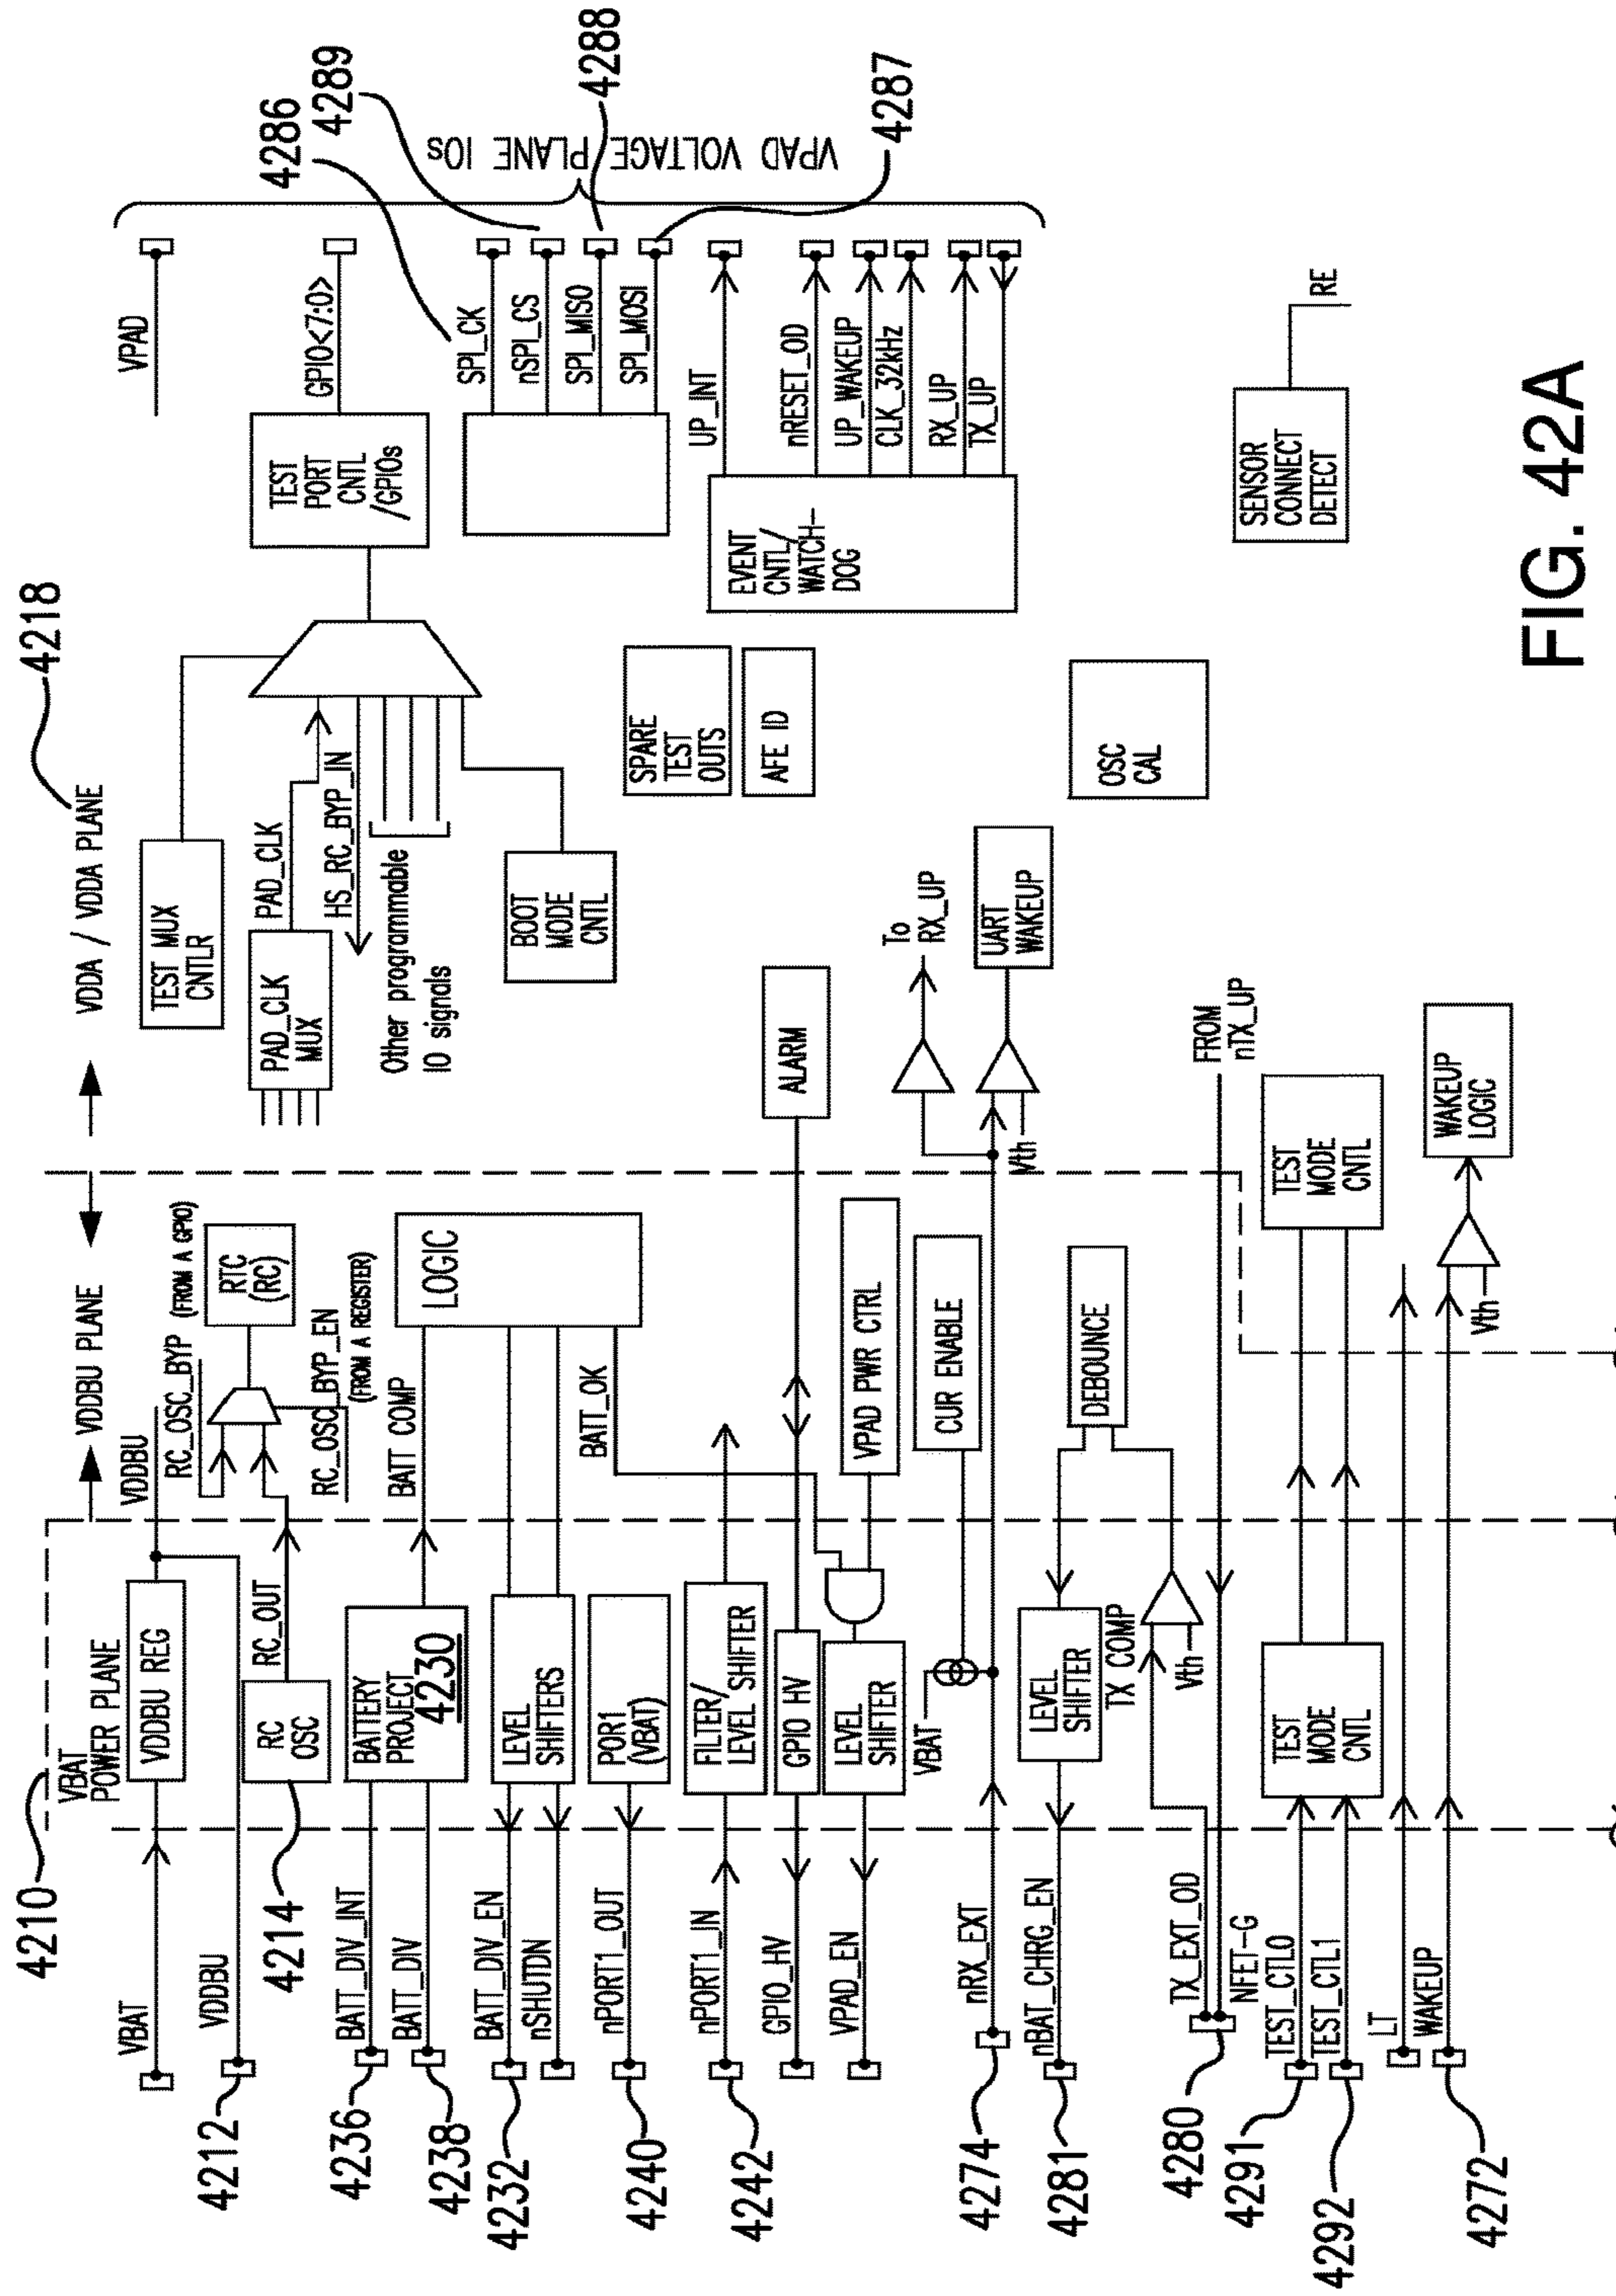 4210
VBAT
POWER PLANE
VDDBU PLANE
VDDA / VDDA PLANE
4218
VBAT
VDDBU REG
VDDBU
VDDBU
4212
RC_OSC_BYP (FROM A GPIO)
RTC
(RC)
RC_OSC_BYP_EN
(FROM A REGISTER)
RC_OUT
RC
OSC
4214
4236
BATT_DIV_INT
BATT_DIV
4238
BATTERY
PROJECT
4230
BATT COMP
LOGIC
BATT_DIV_EN
nSHUTDN
4232
LEVEL
SHIFTERS
BATT_OK
nPORT1_OUT
4240
POR1
(VBAT)
nPORT1_IN
4242
FILTER/
LEVEL SHIFTER
GPIO_HV
GPIO HV
ALARM
VPAD_EN
LEVEL
SHIFTER
VPAD PWR CTRL
CUR ENABLE
VBAT
nRX_EXT
4274
To
RX_UP
Vth
UART
WAKEUP
nBAT_CHRG_EN
4281
LEVEL
SHIFTER
DEBOUNCE
TX COMP
Vth
TX_EXT_OD
4280
NFET-G
FROM
nTX_UP
TEST_CTL0
4291
TEST_CTL1
4292
TEST
MODE
CNTL
TEST
MODE
CNTL
LT
WAKEUP
4272
Vth
WAKEUP
LOGIC
TEST MUX
CNTLR
PAD_CLK
MUX
PAD_CLK
HS_RC_BYP_IN
Other programmable
IO signals
BOOT
MODE
CNTL
SPARE
TEST
OUTS
AFE ID
OSC
CAL
TEST
PORT
CNTL
/GPIOs
VPAD
GPIO<7:0>
SPI_CK
nSPI_CS
SPI_MISO
SPI_MOSI
4286
4289
4288
4287
VPAD VOLTAGE PLANE IOs
EVENT
CNTL/
WATCH-
DOG
UP_INT
nRESET_OD
UP_WAKEUP
CLK_32kHz
RX_UP
TX_UP
SENSOR
CONNECT
DETECT
RE
FIG. 42A